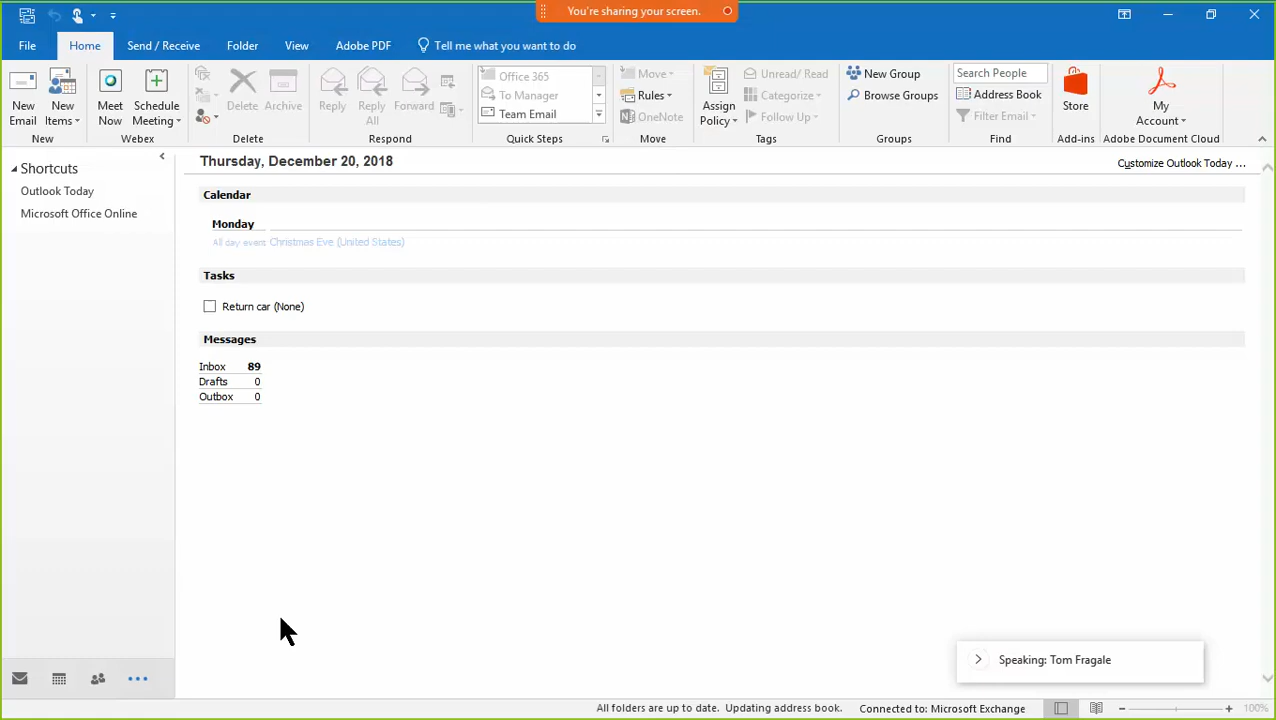 You're sharing your screen.
File Home Send / Receive Folder View Adobe PDF Tell me what you want to do
New Email
New Items
New
Meet Now
Schedule Meeting
Webex
Delete
Archive
Delete
Reply
Reply All
Forward
Respond
Office 365
To Manager
Team Email
Quick Steps
Move
Rules
OneNote
Move
Assign Policy
Unread/ Read
Categorize
Follow Up
Tags
New Group
Browse Groups
Groups
Search People
Address Book
Filter Email
Find
Store
Add-ins
My Account
Adobe Document Cloud
Shortcuts
Outlook Today
Microsoft Office Online
Thursday, December 20, 2018
Customize Outlook Today ...
Calendar
Monday
All day event Christmas Eve (United States)
Tasks
Return car (None)
Messages
Inbox 89
Drafts 0
Outbox 0
Speaking: Tom Fragale
All folders are up to date. Updating address book. Connected to: Microsoft Exchange 100%